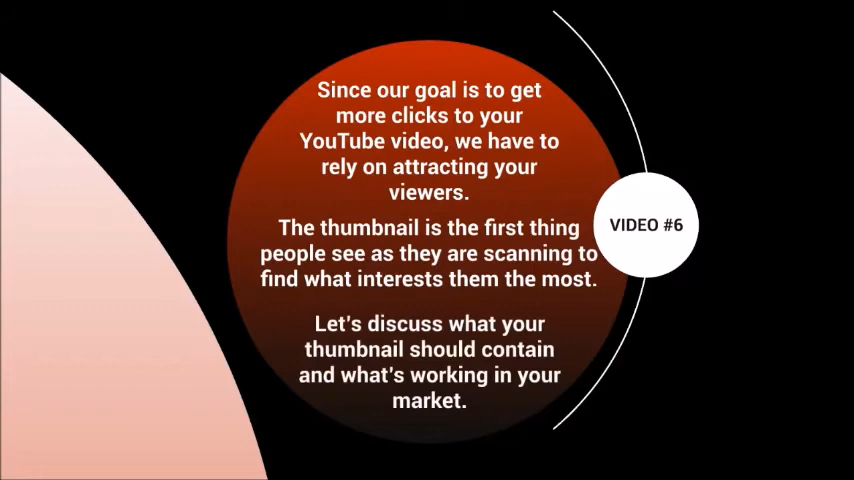 Since our goal is to get
more clicks to your
YouTube video, we have to
rely on attracting your
viewers.
The thumbnail is the first thing
people see as they are scanning to
find what interests them the most.
Let's discuss what your
thumbnail should contain
and what's working in your
market.
VIDEO #6